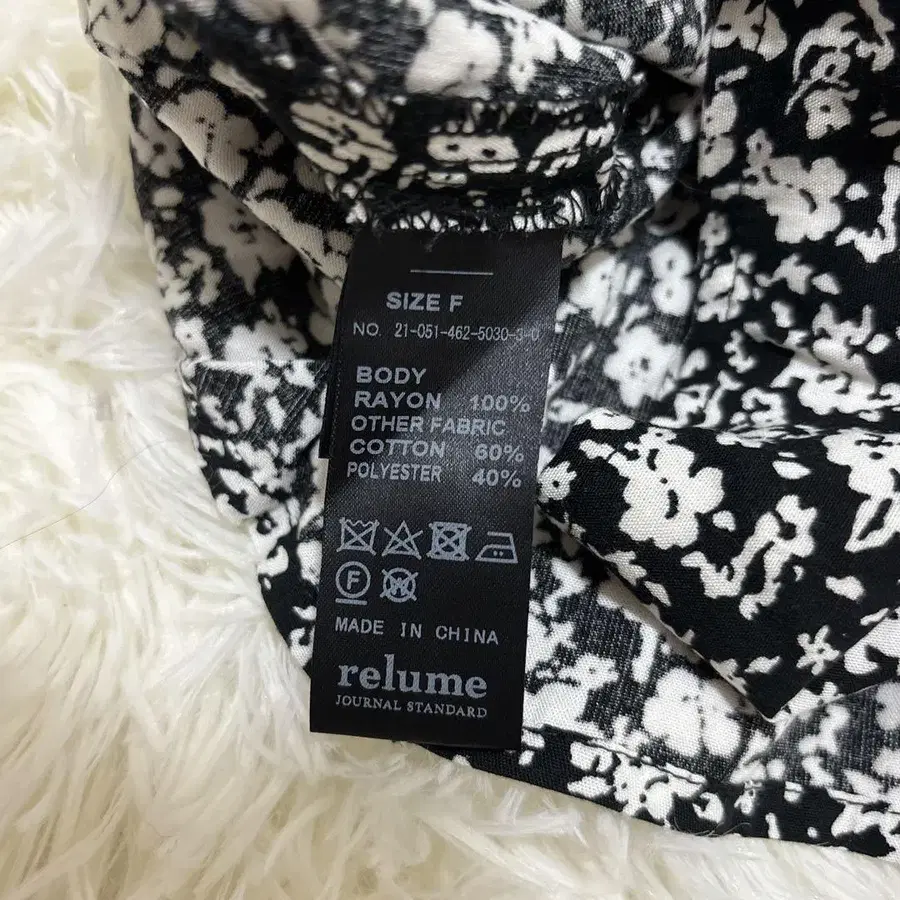 SIZE F
NO. 21-051-462-5030-3-0
BODY
RAYON 100%
OTHER FABRIC
COTTON 60%
POLYESTER 40%
F
W
MADE IN CHINA
relume
JOURNAL STANDARD